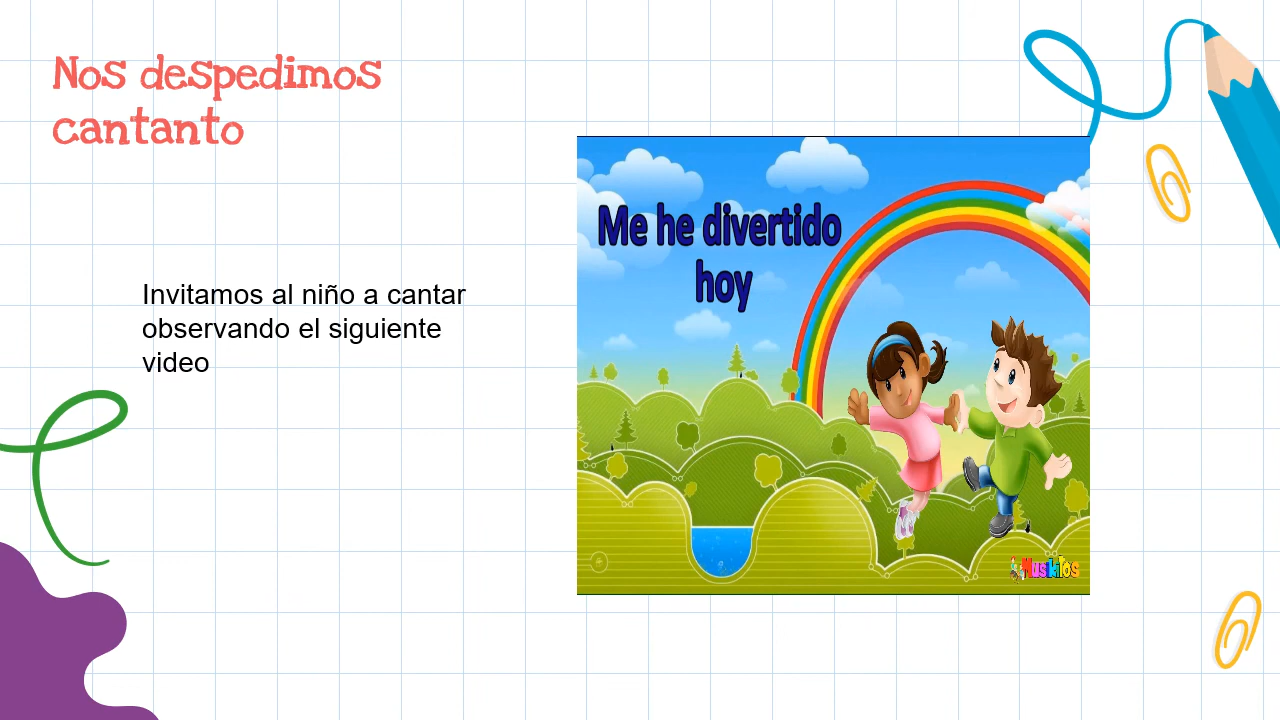 Nos despedimos
cantanto
Invitamos al niño a cantar
observando el siguiente
video
Me he divertido
hoy
Musikitos